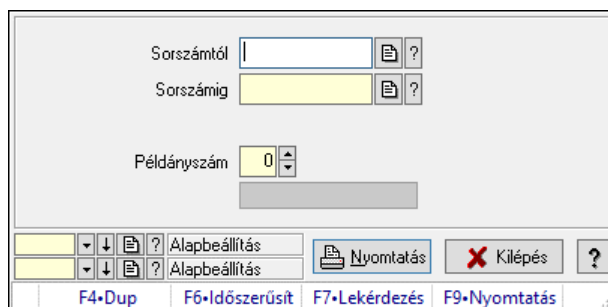 Sorszámtól ?
Sorszámig ?
Példányszám 0
? Alapbeállítás
? Alapbeállítás
Nyomtatás Kilépés ?
F4•Dup F6•Időszerűsít F7•Lekérdezés F9•Nyomtatás